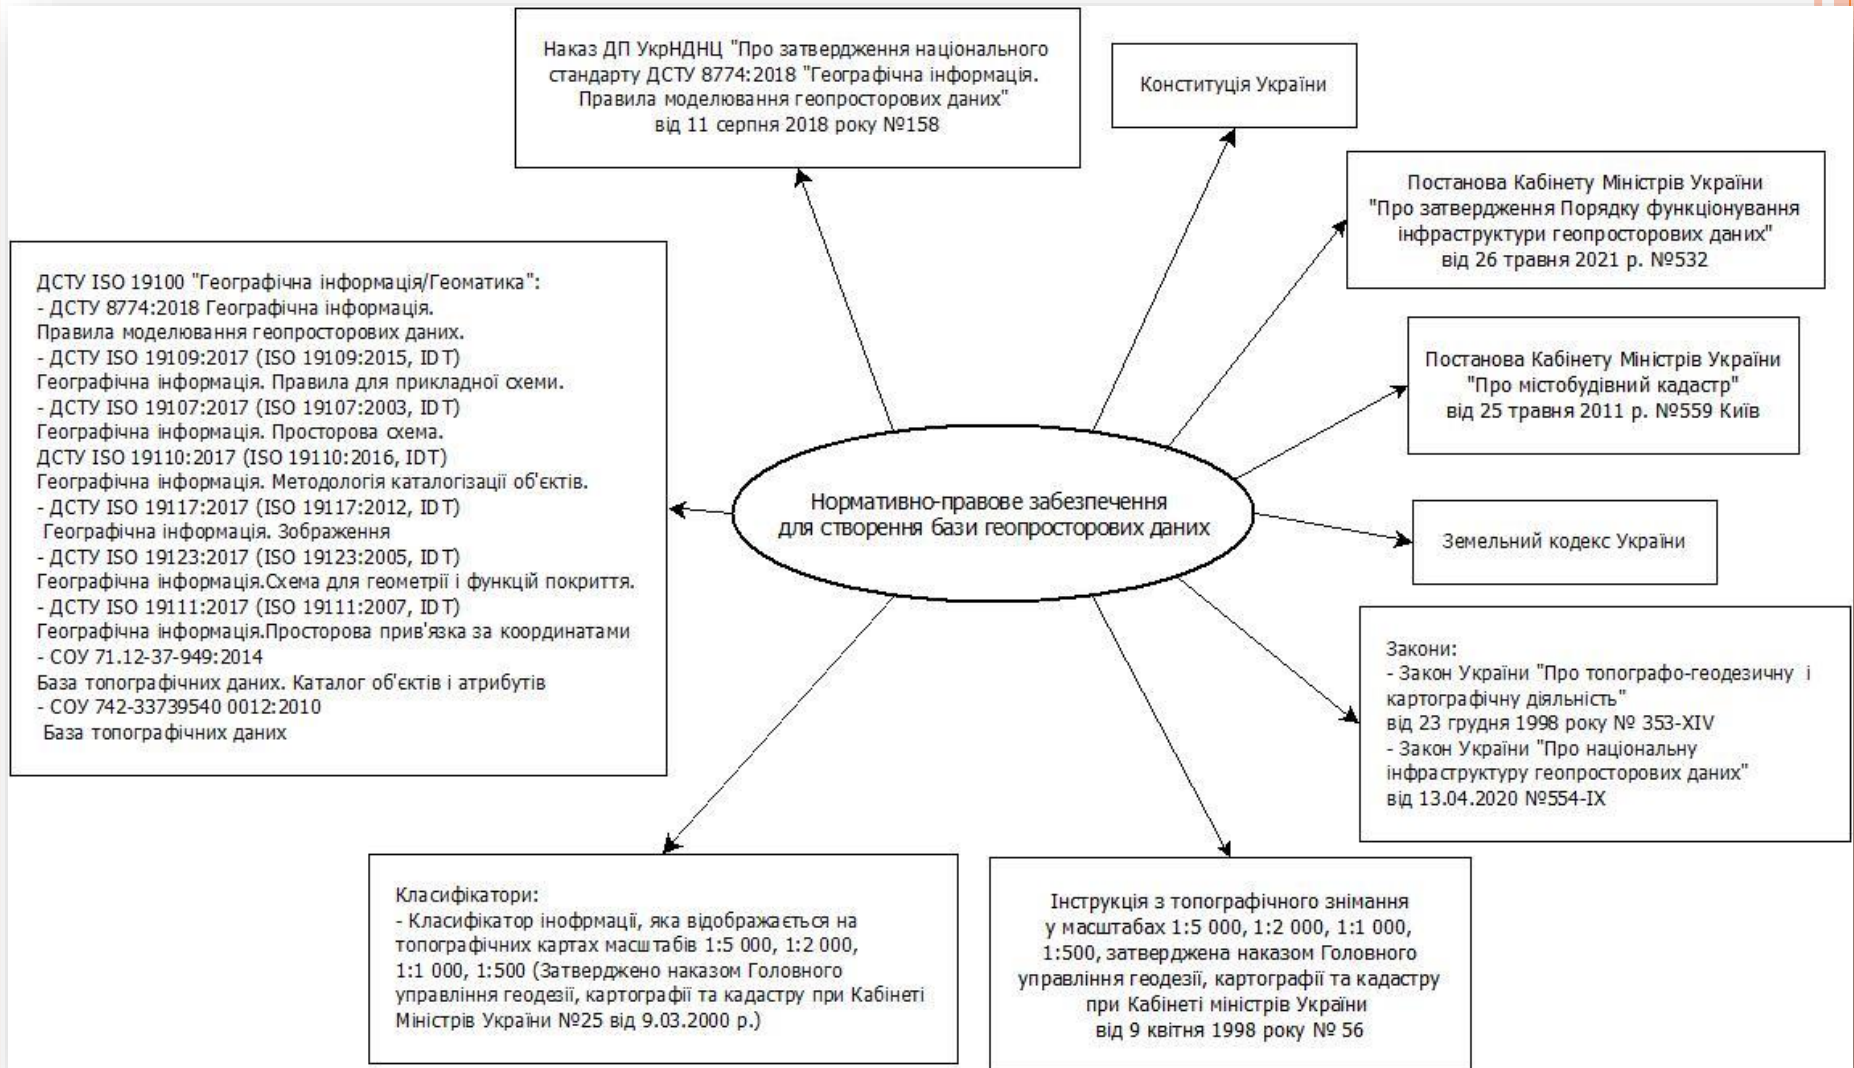 Наказ ДП УкрНДНЦ "Про затвердження національного
стандарту ДСТУ 8774:2018 "Географічна інформація.
Правила моделювання геопросторових даних"
від 11 серпня 2018 року №158
Конституція України
Постанова Кабінету Міністрів України
"Про затвердження Порядку функціонування
інфраструктури геопросторових даних"
від 26 травня 2021 р. №532
ДСТУ ISO 19100 "Географічна інформація/Геоматика":
- ДСТУ 8774:2018 Географічна інформація.
Правила моделювання геопросторових даних.
- ДСТУ ISO 19109:2017 (ISO 19109:2015, IDT)
Географічна інформація. Правила для прикладної схеми.
- ДСТУ ISO 19107:2017 (ISO 19107:2003, IDT)
Географічна інформація. Просторова схема.
ДСТУ ISO 19110:2017 (ISO 19110:2016, IDT)
Географічна інформація. Методологія каталогізації об'єктів.
- ДСТУ ISO 19117:2017 (ISO 19117:2012, IDT)
Географічна інформація. Зображення
- ДСТУ ISO 19123:2017 (ISO 19123:2005, IDT)
Географічна інформація.Схема для геометрії і функцій покриття.
- ДСТУ ISO 19111:2017 (ISO 19111:2007, IDT)
Географічна інформація.Просторова прив'язка за координатами
- СОУ 71.12-37-949:2014
База топографічних даних. Каталог об'єктів і атрибутів
- СОУ 742-33739540 0012:2010
База топографічних даних
Постанова Кабінету Міністрів України
"Про містобудівний кадастр"
від 25 травня 2011 р. №559 Київ
Нормативно-правове забезпечення
для створення бази геопросторових даних
Земельний кодекс України
Закони:
- Закон України "Про топографо-геодезичну і
картографічну діяльність"
від 23 грудня 1998 року № 353-XIV
- Закон України "Про національну
інфраструктуру геопросторових даних"
від 13.04.2020 №554-IX
Класифікатори:
- Класифікатор інофрмації, яка відображається на
топографічних картах масштабів 1:5 000, 1:2 000,
1:1 000, 1:500 (Затверджено наказом Головного
управління геодезії, картографії та кадастру при Кабінеті
Міністрів України №25 від 9.03.2000 р.)
Інструкція з топографічного знімання
у масштабах 1:5 000, 1:2 000, 1:1 000,
1:500, затверджена наказом Головного
управління геодезії, картографії та кадастру
при Кабінеті міністрів України
від 9 квітня 1998 року № 56